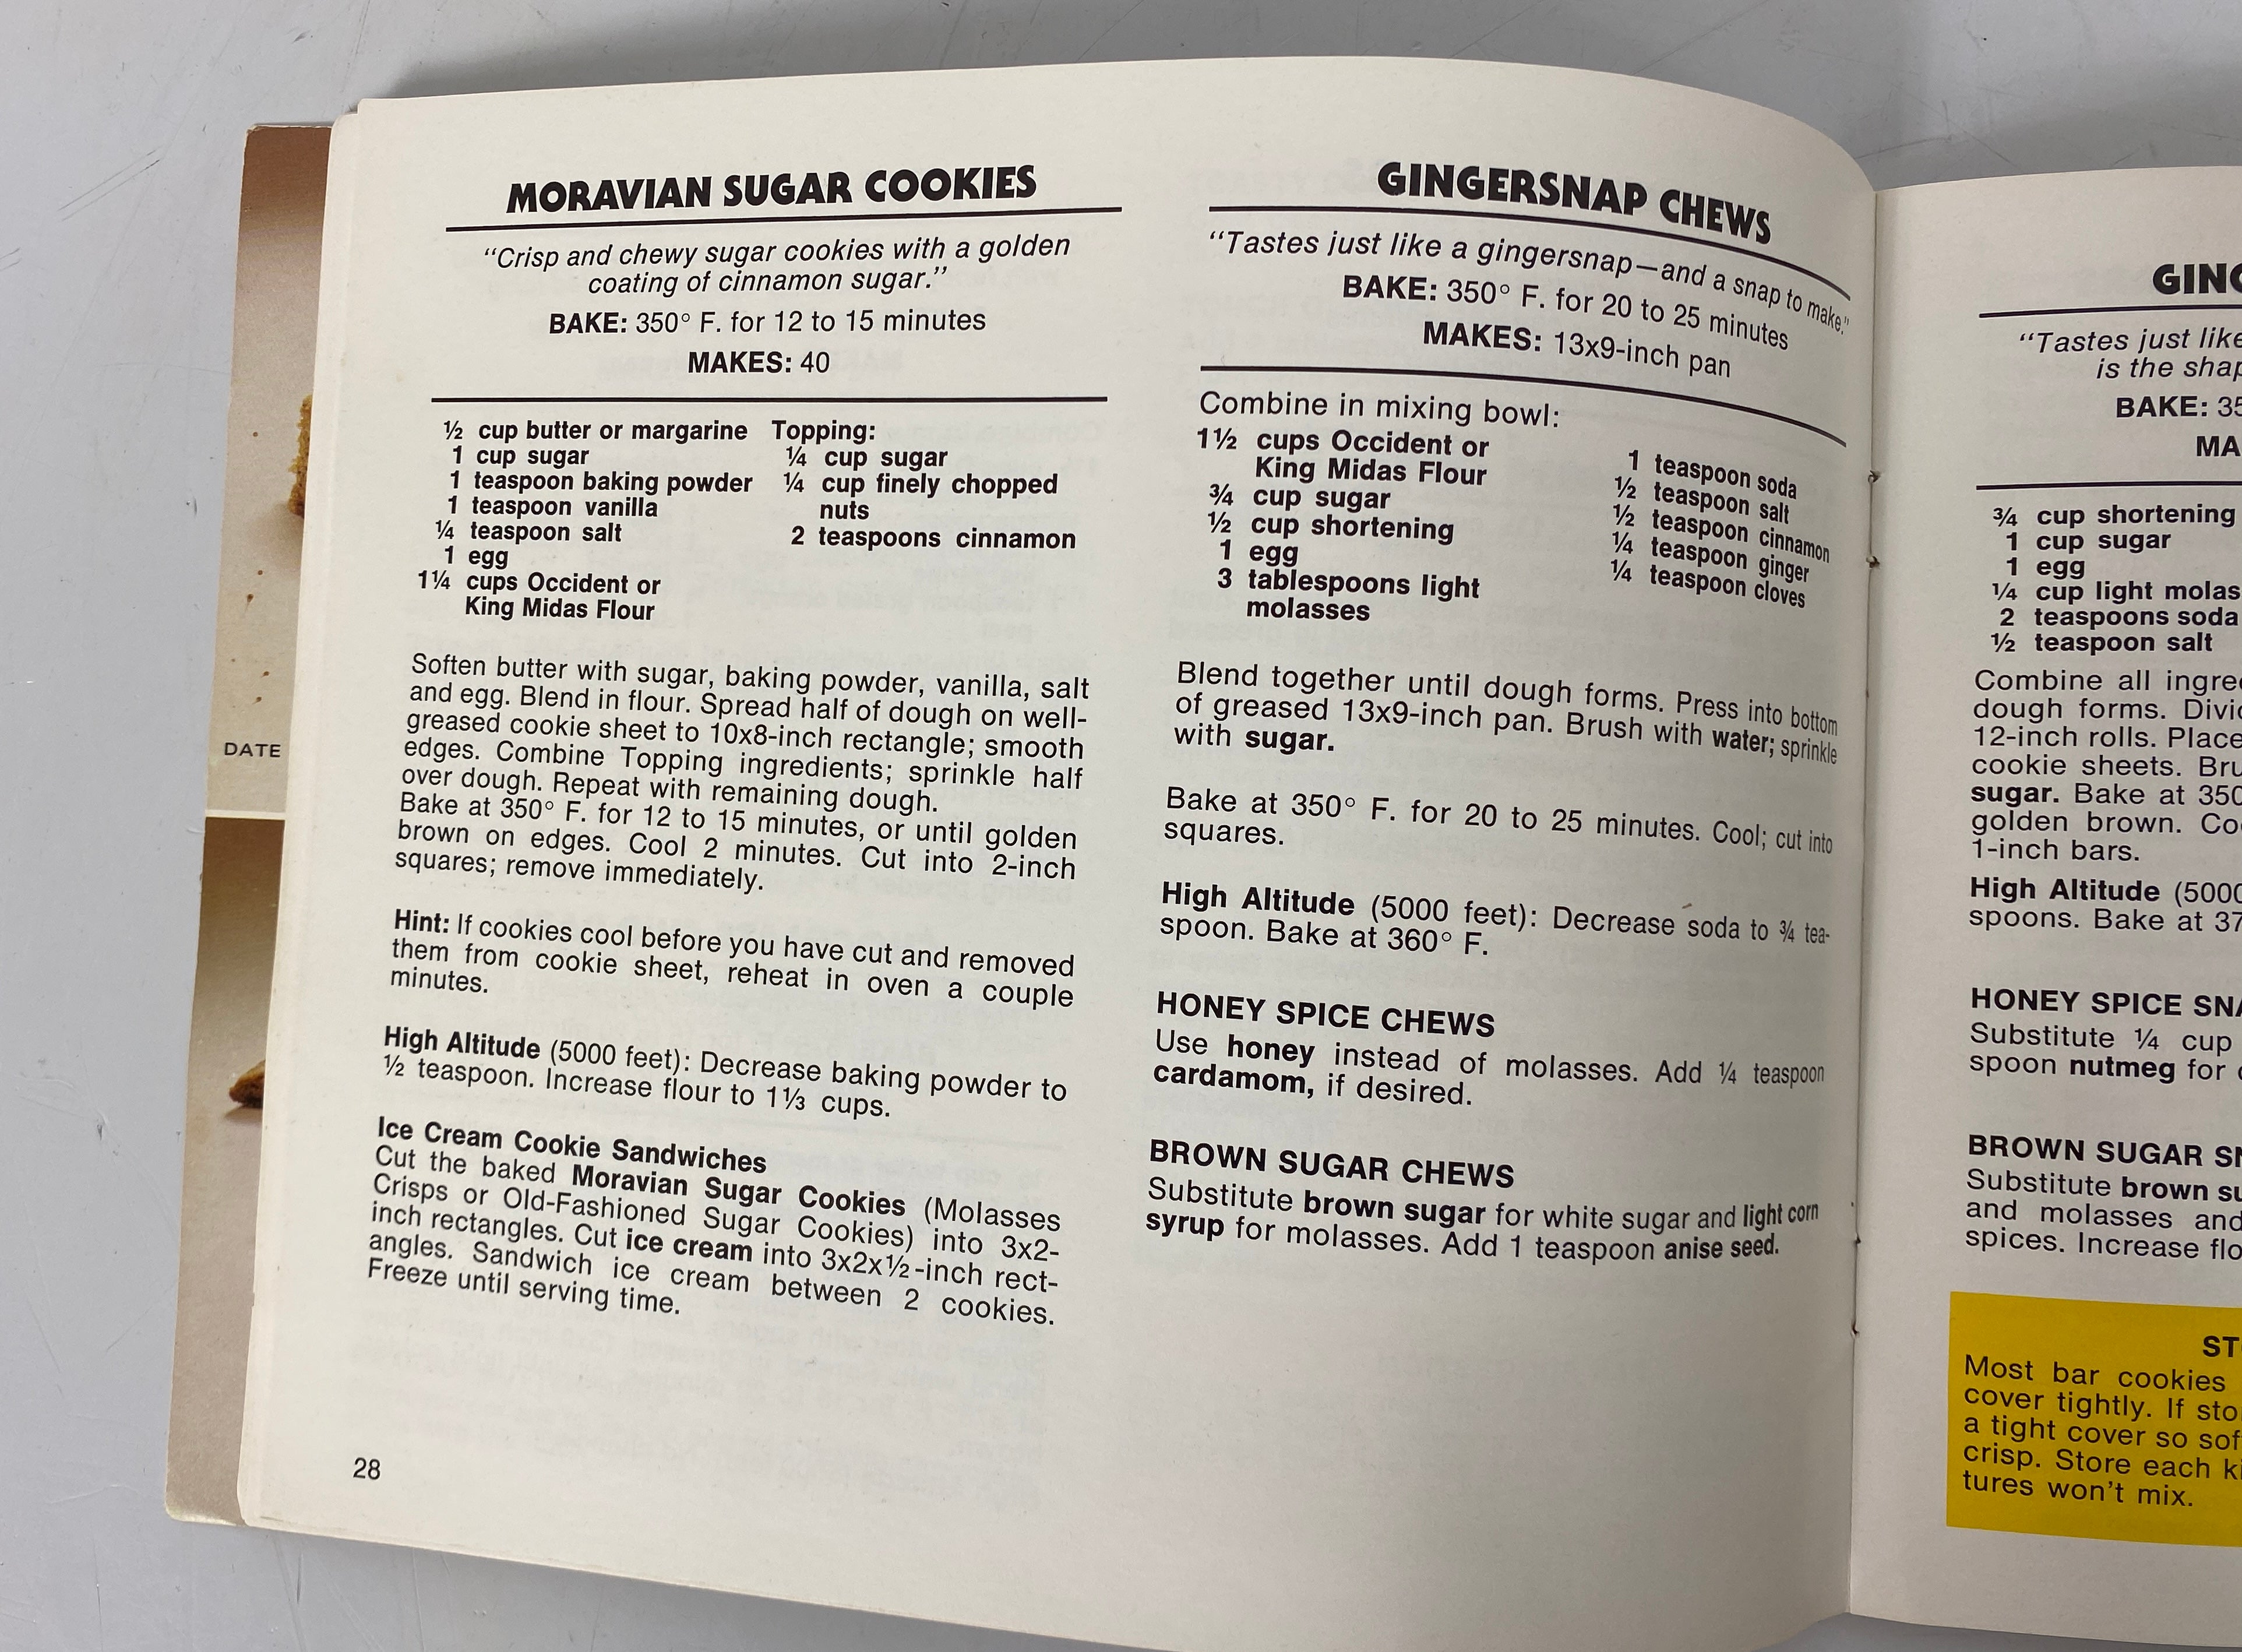 MORAVIAN SUGAR COOKIES
“Crisp and chewy sugar cookies with a golden
coating of cinnamon sugar.”
BAKE: 350° F. for 12 to 15 minutes
MAKES: 40
½ cup butter or margarine
1 cup sugar
1 teaspoon baking powder
1 teaspoon vanilla
¼ teaspoon salt
1 egg
1¼ cups Occident or
King Midas Flour
Topping:
¼ cup sugar
¼ cup finely chopped
nuts
2 teaspoons cinnamon
Soften butter with sugar, baking powder, vanilla, salt
and egg. Blend in flour. Spread half of dough on well-
greased cookie sheet to 10x8-inch rectangle; smooth
edges. Combine Topping ingredients; sprinkle half
over dough. Repeat with remaining dough.
Bake at 350° F. for 12 to 15 minutes, or until golden
brown on edges. Cool 2 minutes. Cut into 2-inch
squares; remove immediately.
Hint: If cookies cool before you have cut and removed
them from cookie sheet, reheat in oven a couple
minutes.
High Altitude (5000 feet): Decrease baking powder to
½ teaspoon. Increase flour to 1⅓ cups.
Ice Cream Cookie Sandwiches
Cut the baked Moravian Sugar Cookies (Molasses
Crisps or Old-Fashioned Sugar Cookies) into 3x2-
inch rectangles. Cut ice cream into 3x2x½-inch rect-
angles. Sandwich ice cream between 2 cookies.
Freeze until serving time.
28
GINGERSNAP CHEWS
“Tastes just like a gingersnap—and a snap to make.”
BAKE: 350° F. for 20 to 25 minutes
MAKES: 13x9-inch pan
Combine in mixing bowl:
1½ cups Occident or
King Midas Flour
¾ cup sugar
½ cup shortening
1 egg
3 tablespoons light
molasses
1 teaspoon soda
½ teaspoon salt
½ teaspoon cinnamon
¼ teaspoon ginger
¼ teaspoon cloves
Blend together until dough forms. Press into bottom
of greased 13x9-inch pan. Brush with water; sprinkle
with sugar.
Bake at 350° F. for 20 to 25 minutes. Cool; cut into
squares.
High Altitude (5000 feet): Decrease soda to ¾ tea-
spoon. Bake at 360° F.
HONEY SPICE CHEWS
Use honey instead of molasses. Add ¼ teaspoon
cardamom, if desired.
BROWN SUGAR CHEWS
Substitute brown sugar for white sugar and light corn
syrup for molasses. Add 1 teaspoon anise seed.
DATE
GING
“Tastes just like
is the shap
BAKE: 35
MA
¾ cup shortening
1 cup sugar
1 egg
¼ cup light molas
2 teaspoons soda
½ teaspoon salt
Combine all ingre
dough forms. Divi
12-inch rolls. Place
cookie sheets. Bru
sugar. Bake at 350
golden brown. Co
1-inch bars.
High Altitude (5000
spoons. Bake at 37
HONEY SPICE SNA
Substitute ¼ cup
spoon nutmeg for
BROWN SUGAR SN
Substitute brown su
and molasses and
spices. Increase flo
ST
Most bar cookies
cover tightly. If sto
a tight cover so sof
crisp. Store each ki
tures won't mix.